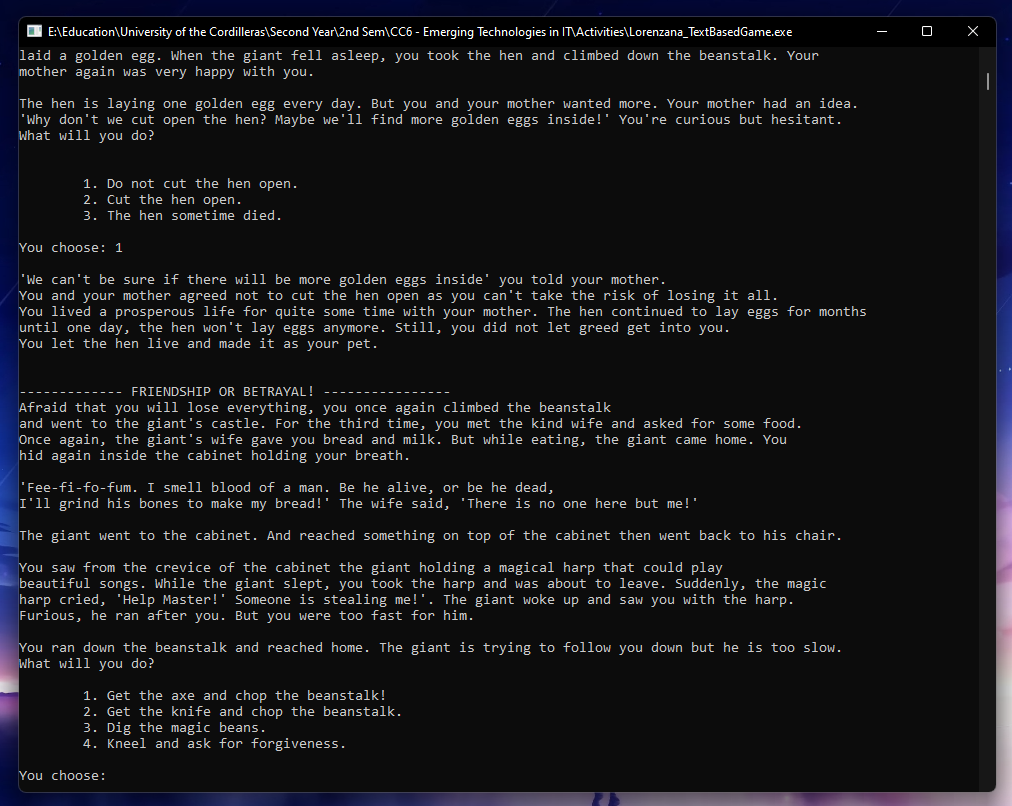 E:\Education\University of the Cordilleras\Second Year\2nd Sem\CC6 - Emerging Technologies in IT\Activities\Lorenzana_TextBasedGame.exe
laid a golden egg. When the giant fell asleep, you took the hen and climbed down the beanstalk. Your
mother again was very happy with you.
The hen is laying one golden egg every day. But you and your mother wanted more. Your mother had an idea.
'Why don't we cut open the hen? Maybe we'll find more golden eggs inside!' You're curious but hesitant.
What will you do?
1. Do not cut the hen open.
2. Cut the hen open.
3. The hen sometime died.
You choose: 1
'We can't be sure if there will be more golden eggs inside' you told your mother.
You and your mother agreed not to cut the hen open as you can't take the risk of losing it all.
You lived a prosperous life for quite some time with your mother. The hen continued to lay eggs for months
until one day, the hen won't lay eggs anymore. Still, you did not let greed get into you.
You let the hen live and made it as your pet.
------------- FRIENDSHIP OR BETRAYAL! ----------------
Afraid that you will lose everything, you once again climbed the beanstalk
and went to the giant's castle. For the third time, you met the kind wife and asked for some food.
Once again, the giant's wife gave you bread and milk. But while eating, the giant came home. You
hid again inside the cabinet holding your breath.
'Fee-fi-fo-fum. I smell blood of a man. Be he alive, or be he dead,
I'll grind his bones to make my bread!' The wife said, 'There is no one here but me!'
The giant went to the cabinet. And reached something on top of the cabinet then went back to his chair.
You saw from the crevice of the cabinet the giant holding a magical harp that could play
beautiful songs. While the giant slept, you took the harp and was about to leave. Suddenly, the magic
harp cried, 'Help Master!' Someone is stealing me!'. The giant woke up and saw you with the harp.
Furious, he ran after you. But you were too fast for him.
You ran down the beanstalk and reached home. The giant is trying to follow you down but he is too slow.
What will you do?
1. Get the axe and chop the beanstalk!
2. Get the knife and chop the beanstalk.
3. Dig the magic beans.
4. Kneel and ask for forgiveness.
You choose: